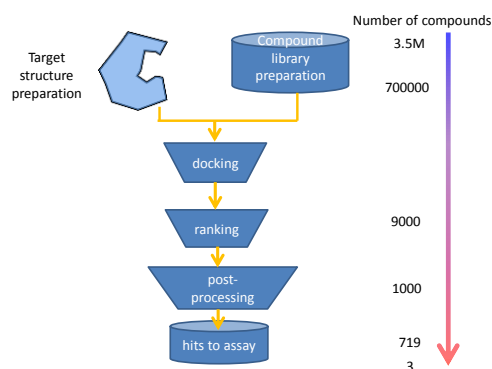 Number of compounds
Target
structure
preparation
Compound
library
preparation
3.5M
700000
docking
ranking
9000
post-
processing
1000
hits to assay
719
3